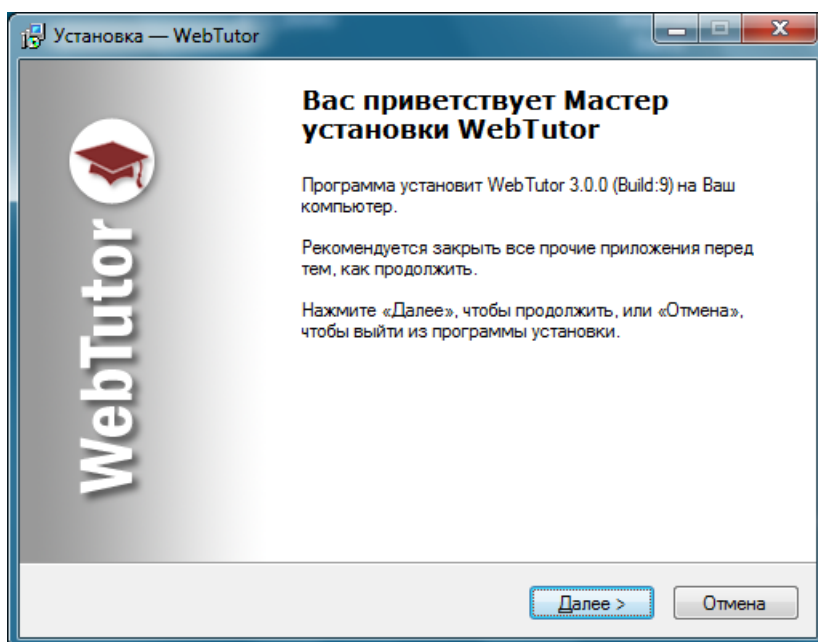 Установка — WebTutor
WebTutor
Вас приветствует Мастер
установки WebTutor
Программа установит WebTutor 3.0.0 (Build:9) на Ваш
компьютер.
Рекомендуется закрыть все прочие приложения перед
тем, как продолжить.
Нажмите «Далее», чтобы продолжить, или «Отмена»,
чтобы выйти из программы установки.
Далее >
Отмена